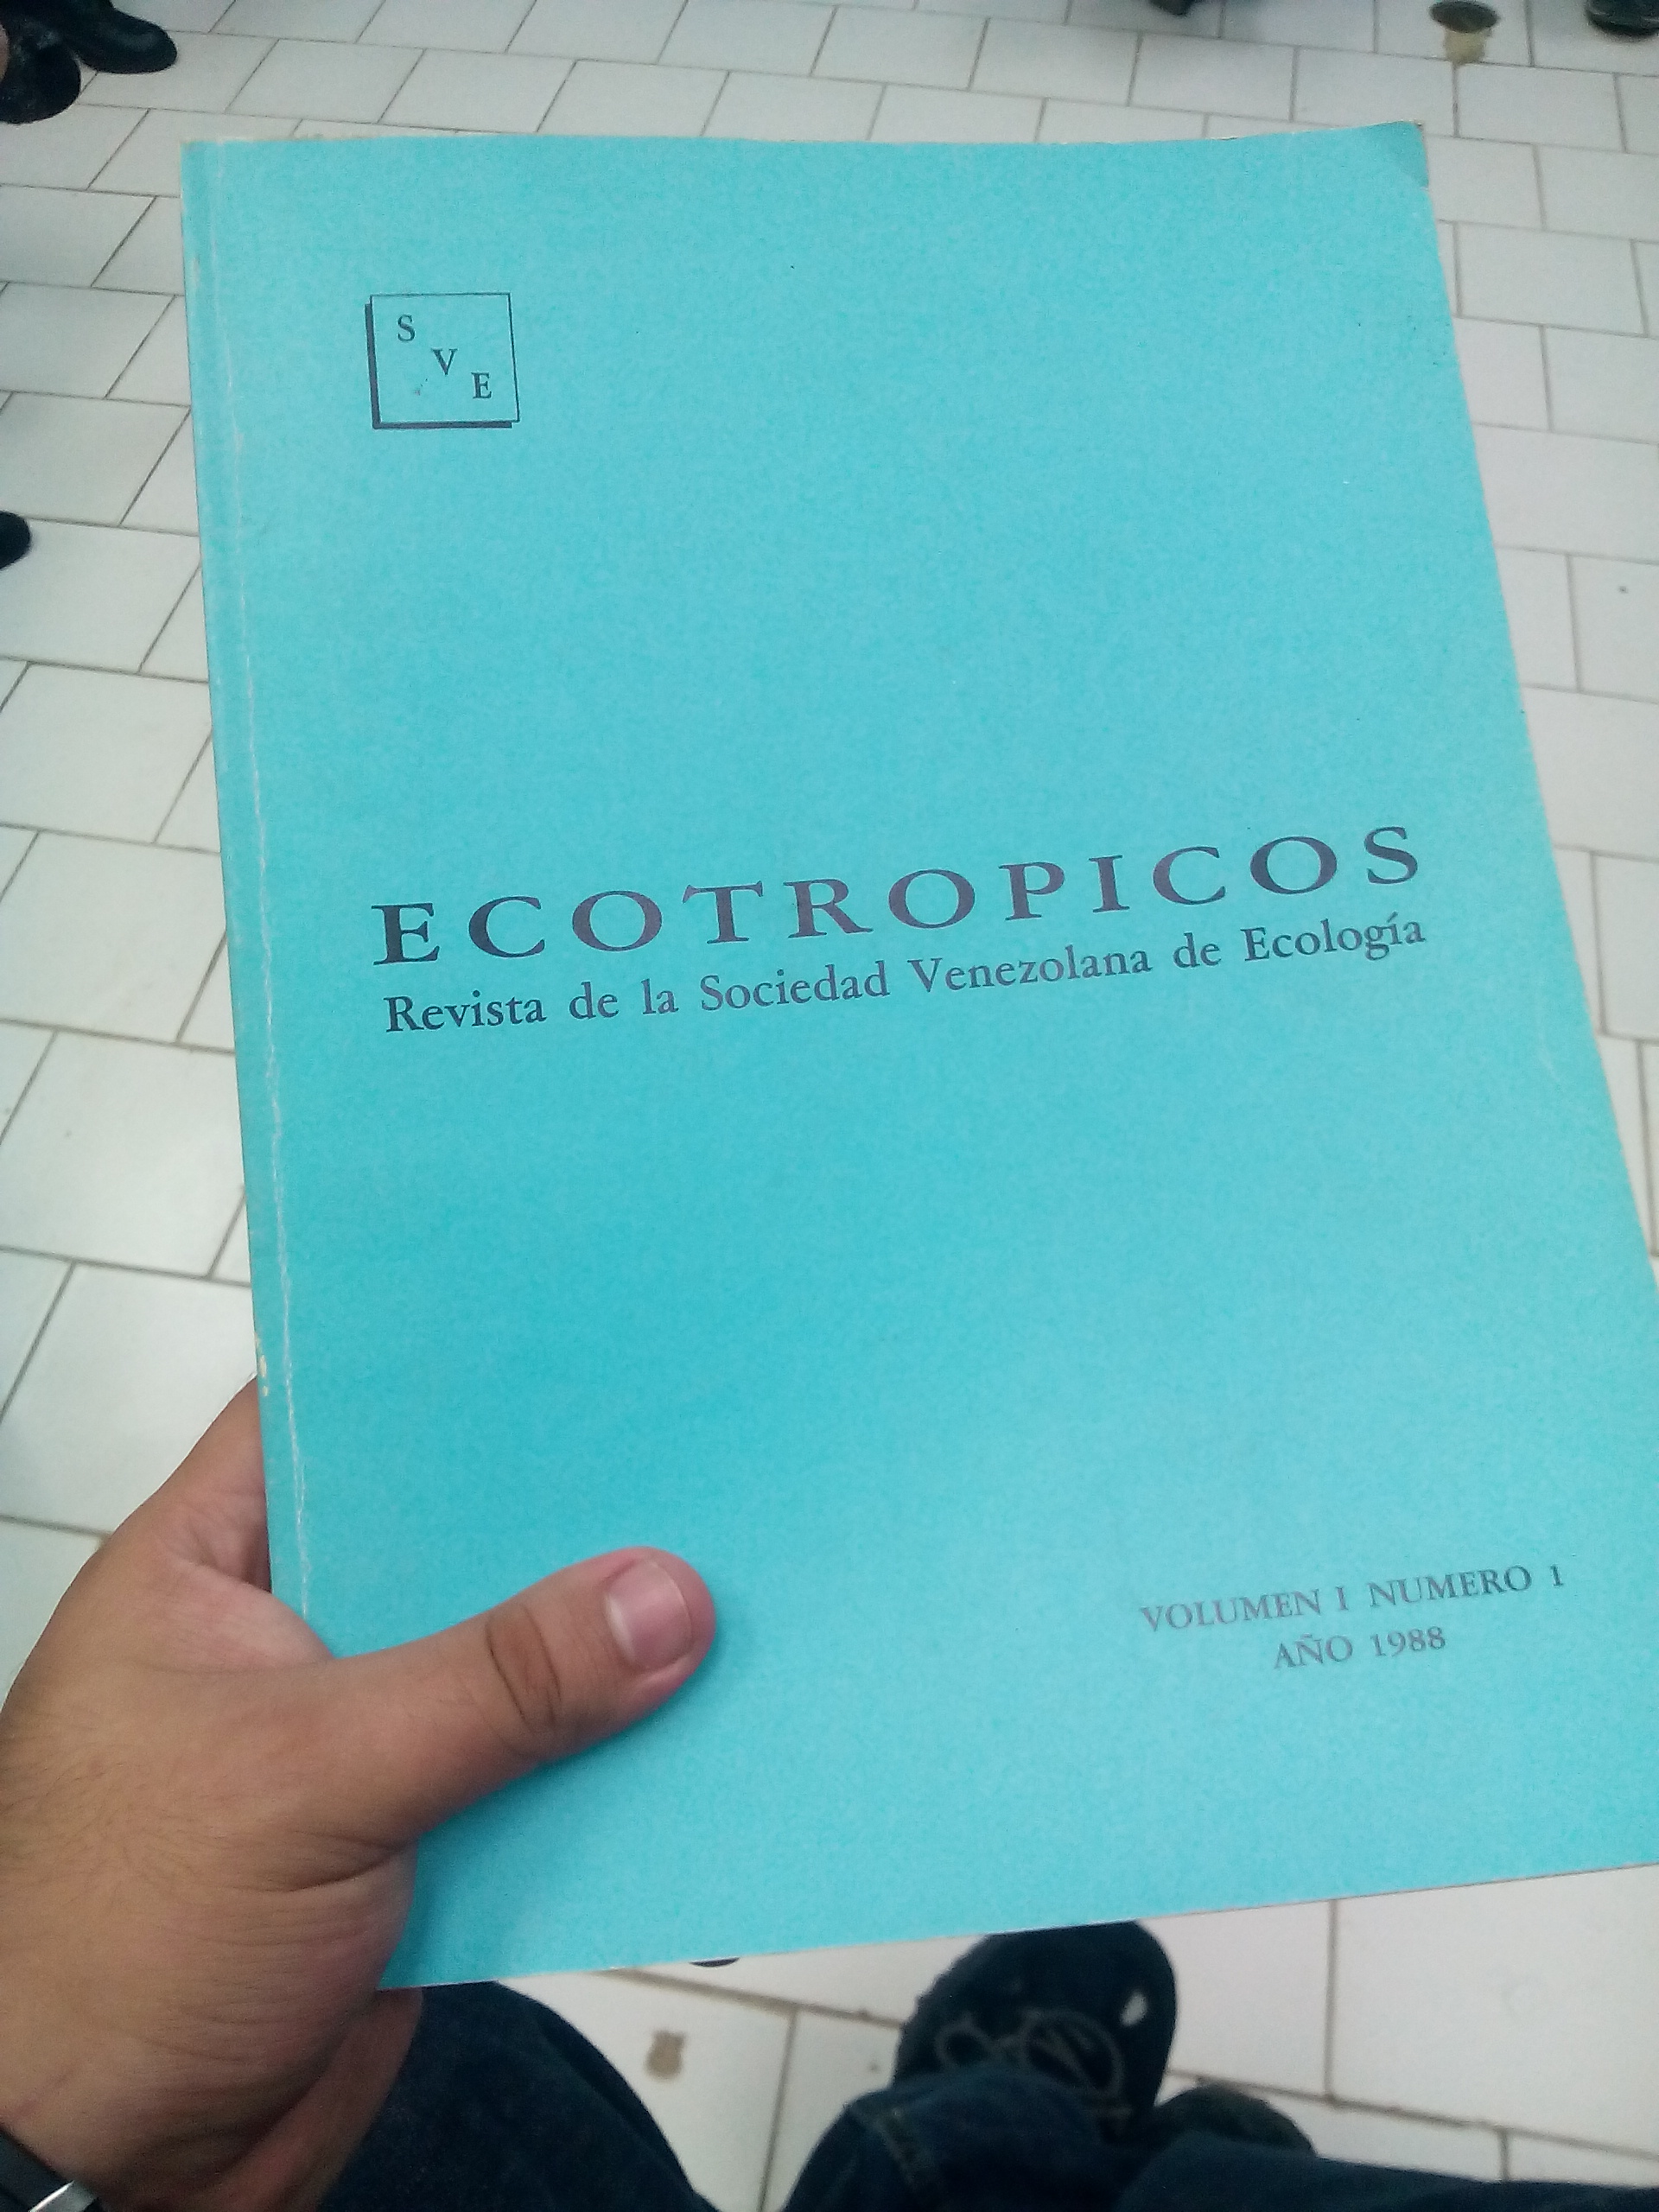 S
V
E
ECOTROPICOS
Revista de la Sociedad Venezolana de Ecología
VOLUMEN I NUMERO 1
AÑO 1988